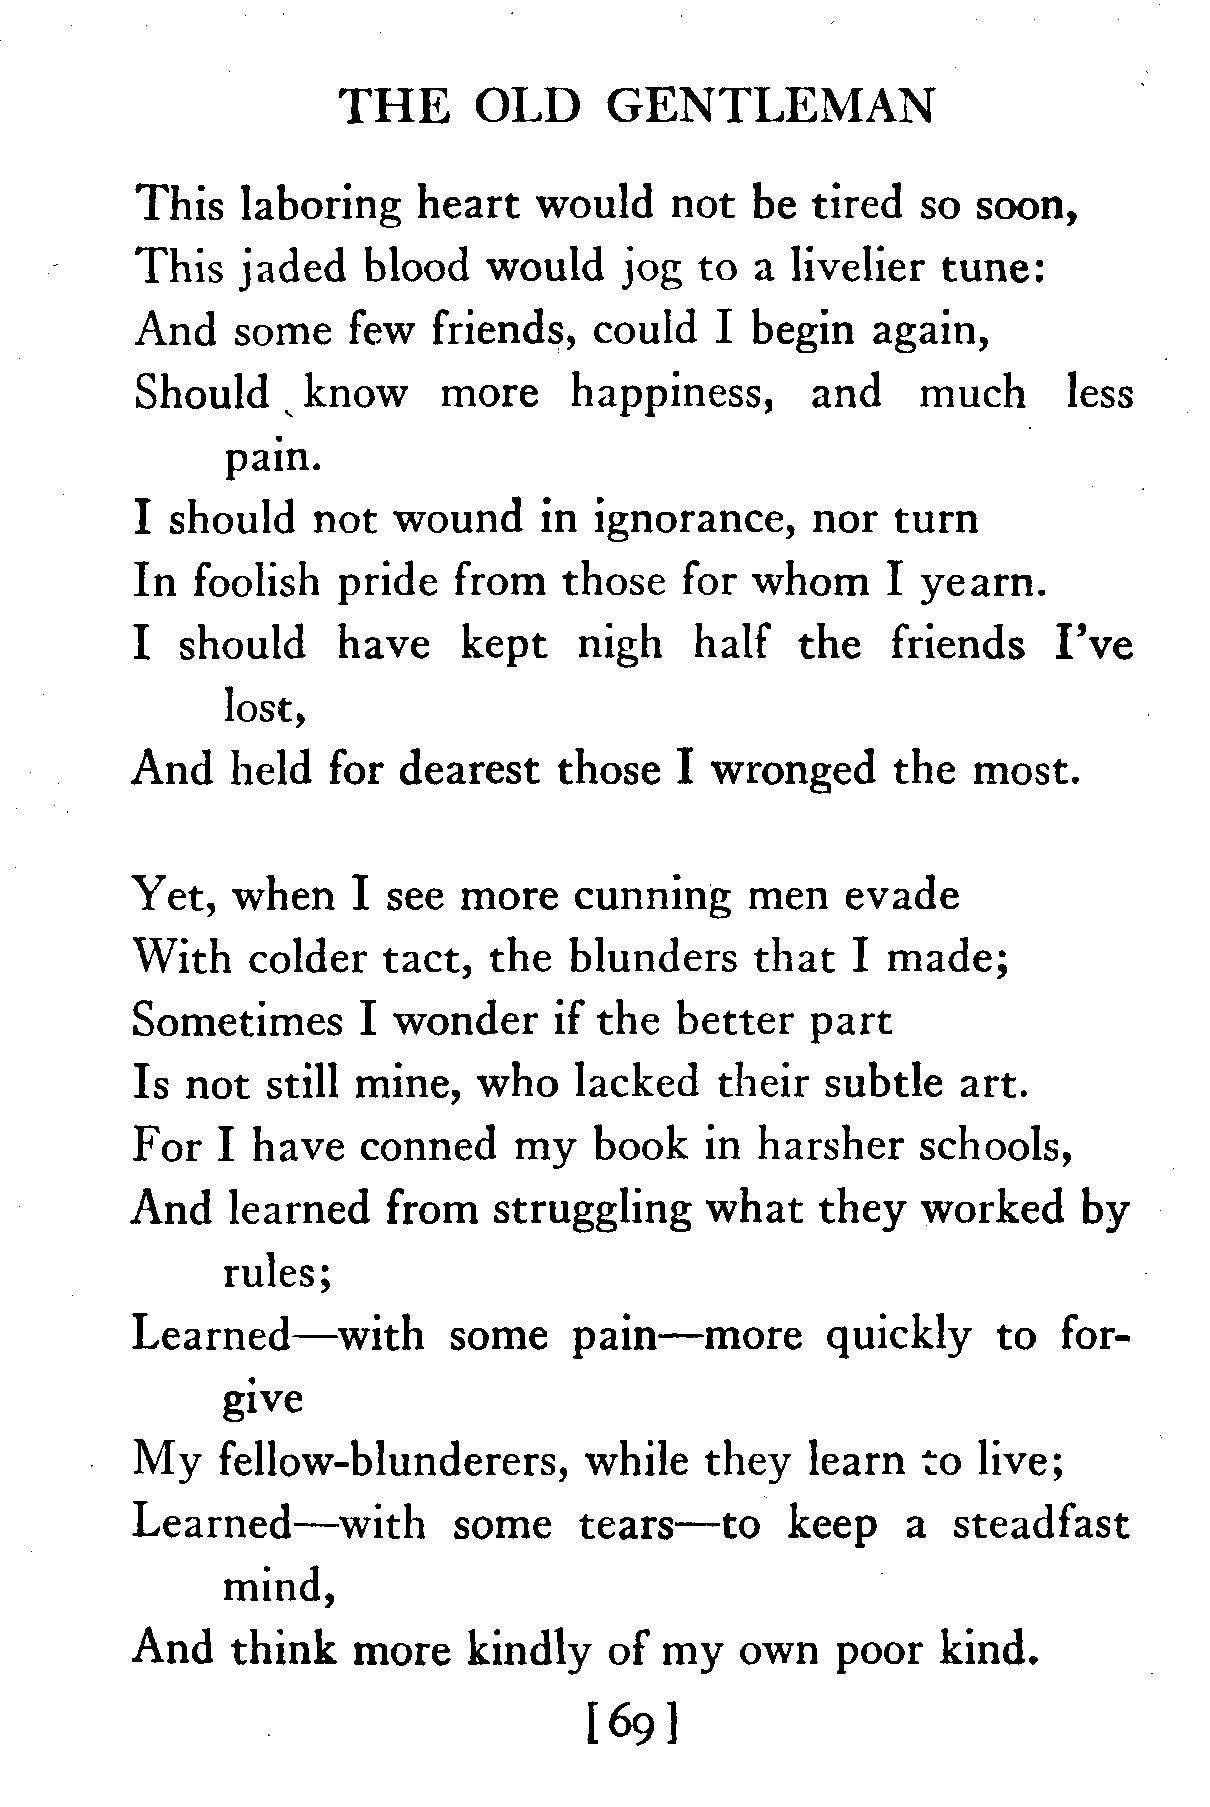 THE OLD GENTLEMAN
This laboring heart would not be tired so soon,
This jaded blood would jog to a livelier tune:
And some few friends, could I begin again,
Should know more happiness, and much less
pain.
I should not wound in ignorance, nor turn
In foolish pride from those for whom I yearn.
I should have kept nigh half the friends I've
lost,
And held for dearest those I wronged the most.
Yet, when I see more cunning men evade
With colder tact, the blunders that I made;
Sometimes I wonder if the better part
Is not still mine, who lacked their subtle art.
For I have conned my book in harsher schools,
And learned from struggling what they worked by
rules;
Learned—with some pain—more quickly to for-
give
My fellow-blunderers, while they learn to live;
Learned—with some tears—to keep a steadfast
mind,
And think more kindly of my own poor kind.
[69]